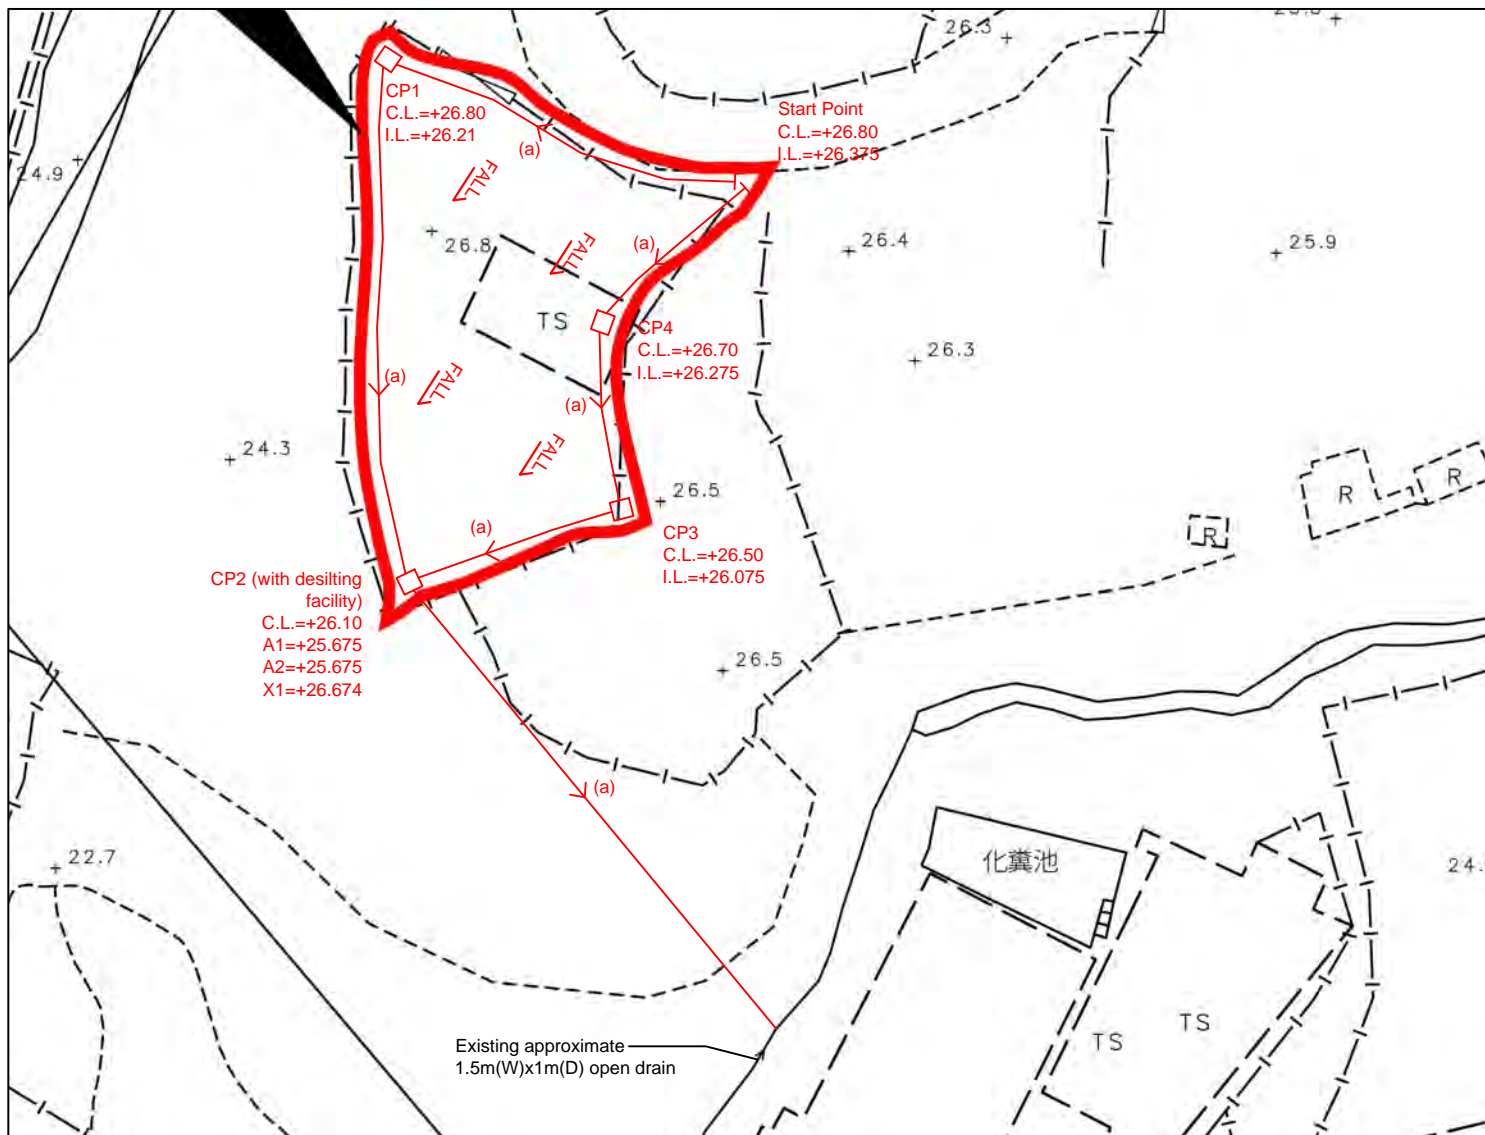 26.3
Start Point
C.L.=+26.80
I.L.=+26.375
CP1
C.L.=+26.80
I.L.=+26.21
(a)
24.9
FALL
26.8
(a)
FALL
26.4
25.9
TS
CP4
C.L.=+26.70
I.L.=+26.275
26.3
(a)
FALL
(a)
24.3
FALL
26.5
R
R
R
(a)
CP3
C.L.=+26.50
I.L.=+26.075
CP2 (with desilting
facility)
C.L.=+26.10
A1=+25.675
A2=+25.675
X1=+26.674
26.5
(a)
22.7
化糞池
24.
TS
TS
Existing approximate
1.5m(W)x1m(D) open drain